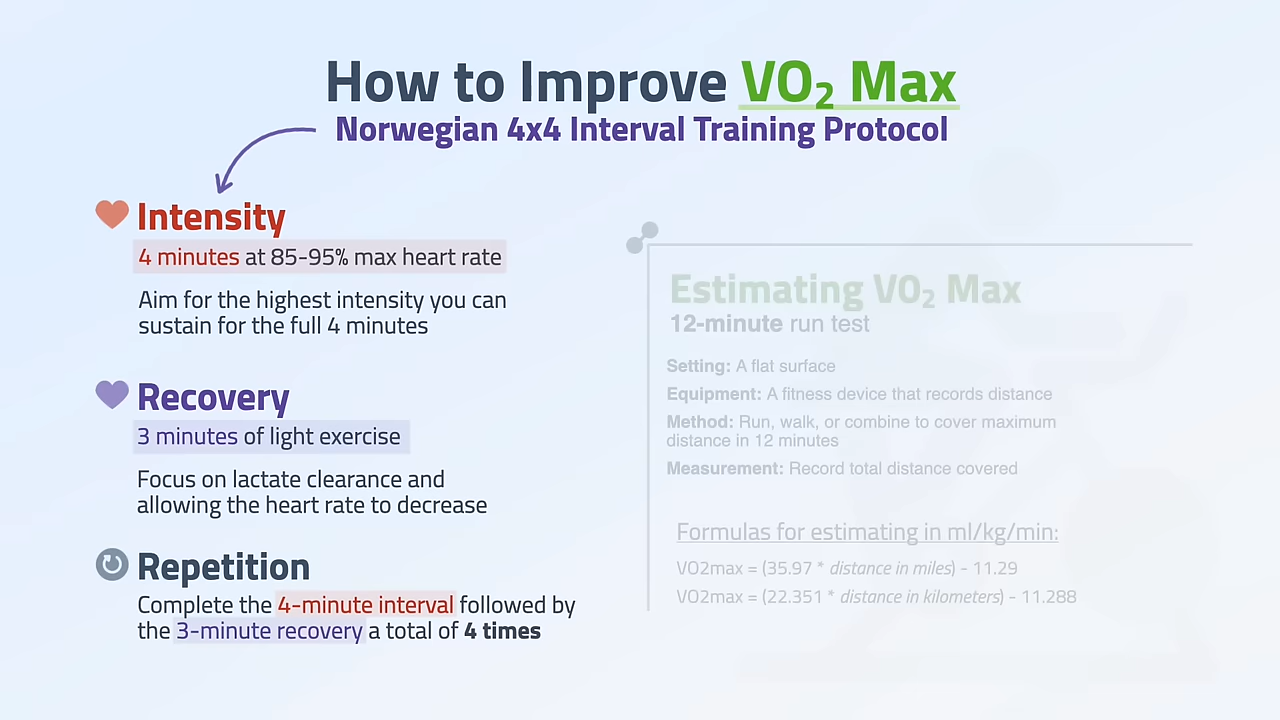 How to Improve VO₂ Max
Norwegian 4x4 Interval Training Protocol
Intensity
4 minutes at 85-95% max heart rate
Aim for the highest intensity you can
sustain for the full 4 minutes
Recovery
3 minutes of light exercise
Focus on lactate clearance and
allowing the heart rate to decrease
Repetition
Complete the 4-minute interval followed by
the 3-minute recovery a total of 4 times
Estimating VO₂ Max
12-minute run test
Setting: A flat surface
Equipment: A fitness device that records distance
Method: Run, walk, or combine to cover maximum
distance in 12 minutes
Measurement: Record total distance covered
Formulas for estimating in ml/kg/min:
VO2max = (35.97 * distance in miles) - 11.29
VO2max = (22.351 * distance in kilometers) - 11.288